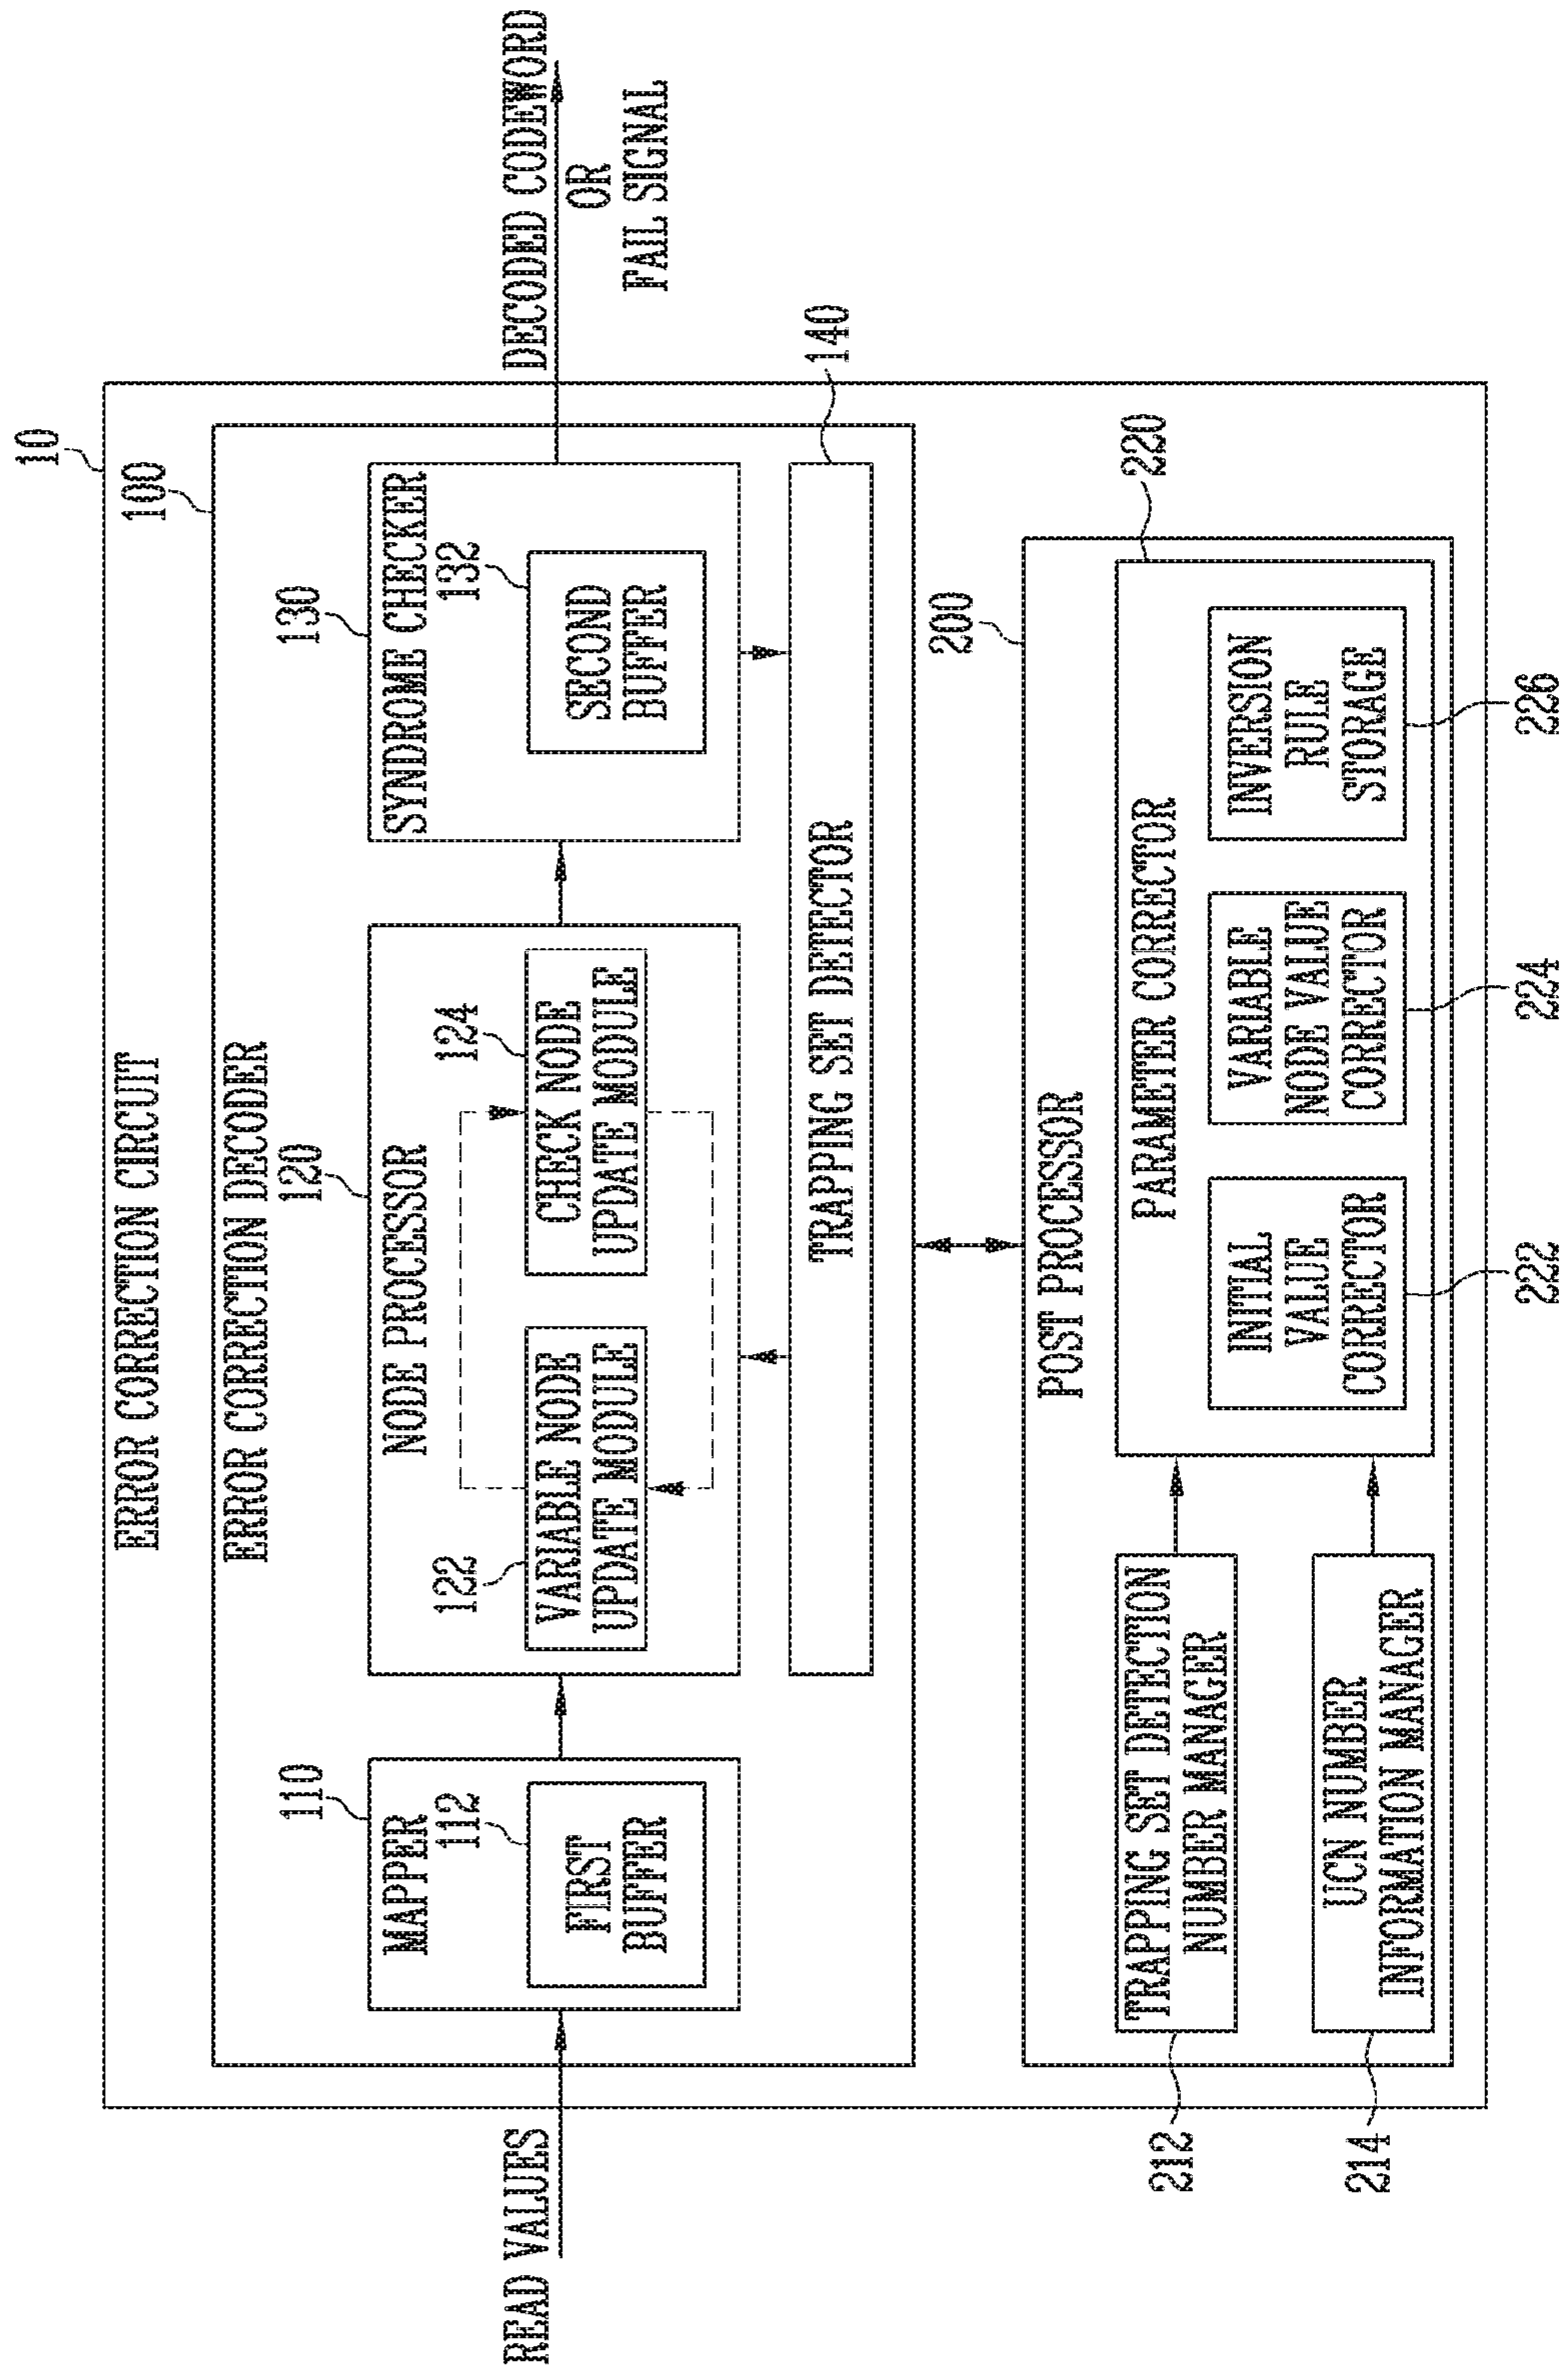 10
ERROR CORRECTION CIRCUIT
100
ERROR CORRECTION DECODER
110
MAPPER
112
FIRST
BUFFER
120
NODE PROCESSOR
122
VARIABLE NODE
UPDATE MODULE
124
CHECK NODE
UPDATE MODULE
130
SYNDROME CHECKER
132
SECOND
BUFFER
READ VALUES
DECODED CODEWORD
OR
FAIL SIGNAL
TRAPPING SET DETECTOR
140
200
POST PROCESSOR
212
TRAPPING SET DETECTION
NUMBER MANAGER
214
UCN NUMBER
INFORMATION MANAGER
220
PARAMETER CORRECTOR
INITIAL
VALUE
CORRECTOR
222
VARIABLE
NODE VALUE
CORRECTOR
224
INVERSION
RULE
STORAGE
226